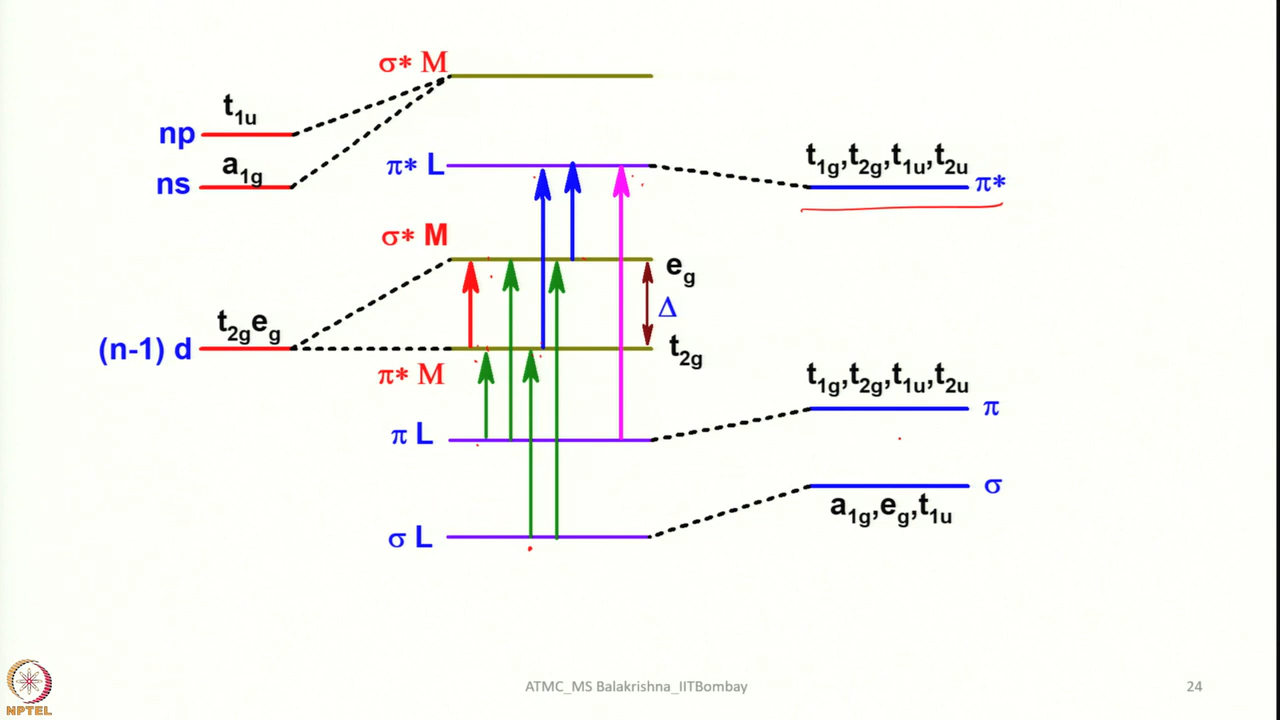 σ* M
t1u
np
a1g
ns
π* L
t1g,t2g,t1u,t2u
π*
σ* M
eg
Δ
t2geg
(n-1) d
t2g
π* M
t1g,t2g,t1u,t2u
π
π L
σ
a1g,eg,t1u
σ L
NPTEL
ATMC_MS Balakrishna_IITBombay
24